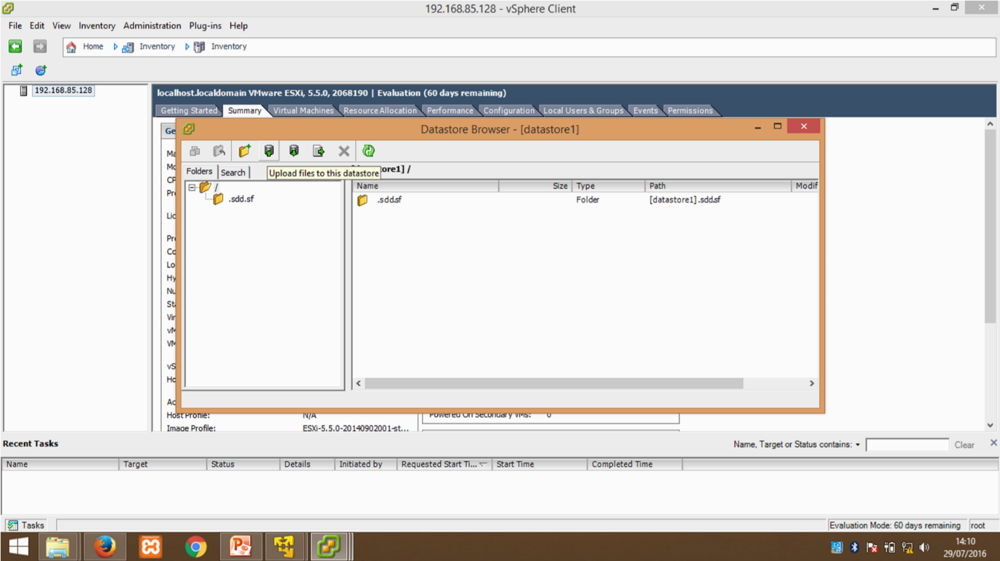 192.168.85.128 - vSphere Client
File Edit View Inventory Administration Plug-ins Help
Home Inventory Inventory
192.168.85.128
localhost.localdomain VMware ESXi, 5.5.0, 2068190 | Evaluation (60 days remaining)
Getting Started Summary Virtual Machines Resource Allocation Performance Configuration Local Users & Groups Events Permissions
Ge
Datastore Browser - [datastore1]
Ma
Mo
CP
Pro
Lic
Pro
Co
Lo
Hy
Nu
Sta
Vir
vM
VM
vS
Ho
Ac
Folders Search
Upload files to this datastore
ore1] /
/
.sdd.sf
Name Size Type Path Modif
.sdd.sf Folder [datastore1] .sdd.sf
Host Profile: N/A
Image Profile: ESXi-5.5.0-20140902001-st...
Powered On Secondary VMs: 0
Recent Tasks
Name, Target or Status contains: Clear
Name Target Status Details Initiated by Requested Start Ti... Start Time Completed Time
Tasks
Evaluation Mode: 60 days remaining root
14:10
29/07/2016